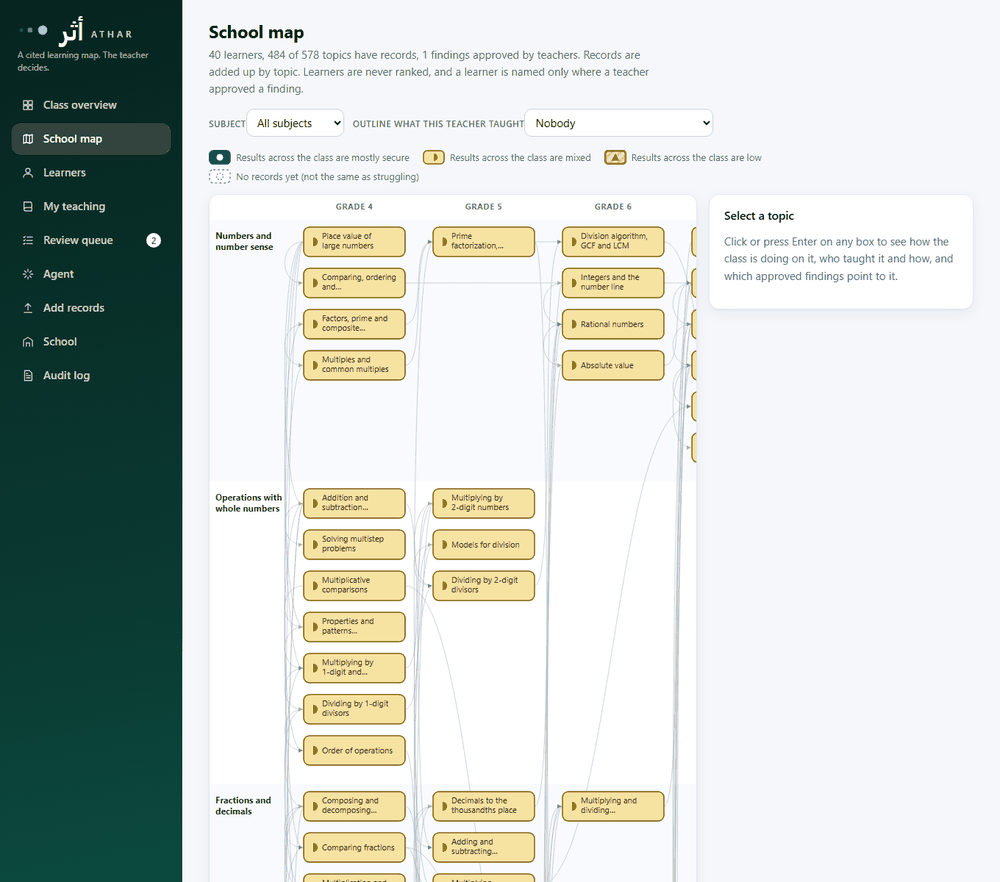 أثر ATHAR
A cited learning map. The teacher
decides.
Class overview
School map
Learners
My teaching
Review queue 2
Agent
Add records
School
Audit log
School map
40 learners, 484 of 578 topics have records, 1 findings approved by teachers. Records are
added up by topic. Learners are never ranked, and a learner is named only where a teacher
approved a finding.
SUBJECT All subjects OUTLINE WHAT THIS TEACHER TAUGHT Nobody
Results across the class are mostly secure Results across the class are mixed Results across the class are low
No records yet (not the same as struggling)
GRADE 4 GRADE 5 GRADE 6
Numbers and
number sense
Place value of
large numbers
Prime
factorization,...
Division algorithm,
GCF and LCM
Comparing, ordering
and...
Integers and the
number line
Factors, prime and
composite...
Rational numbers
Multiples and
common multiples
Absolute value
Operations with
whole numbers
Addition and
subtraction...
Multiplying by
2-digit numbers
Solving multistep
problems
Models for division
Multiplicative
comparisons
Dividing by 2-digit
divisors
Properties and
patterns...
Multiplying by
1-digit and...
Dividing by 1-digit
divisors
Order of operations
Fractions and
decimals
Composing and
decomposing...
Decimals to the
thousandths place
Multiplying and
dividing...
Comparing fractions
Adding and
subtracting...
Select a topic
Click or press Enter on any box to see how the
class is doing on it, who taught it and how, and
which approved findings point to it.